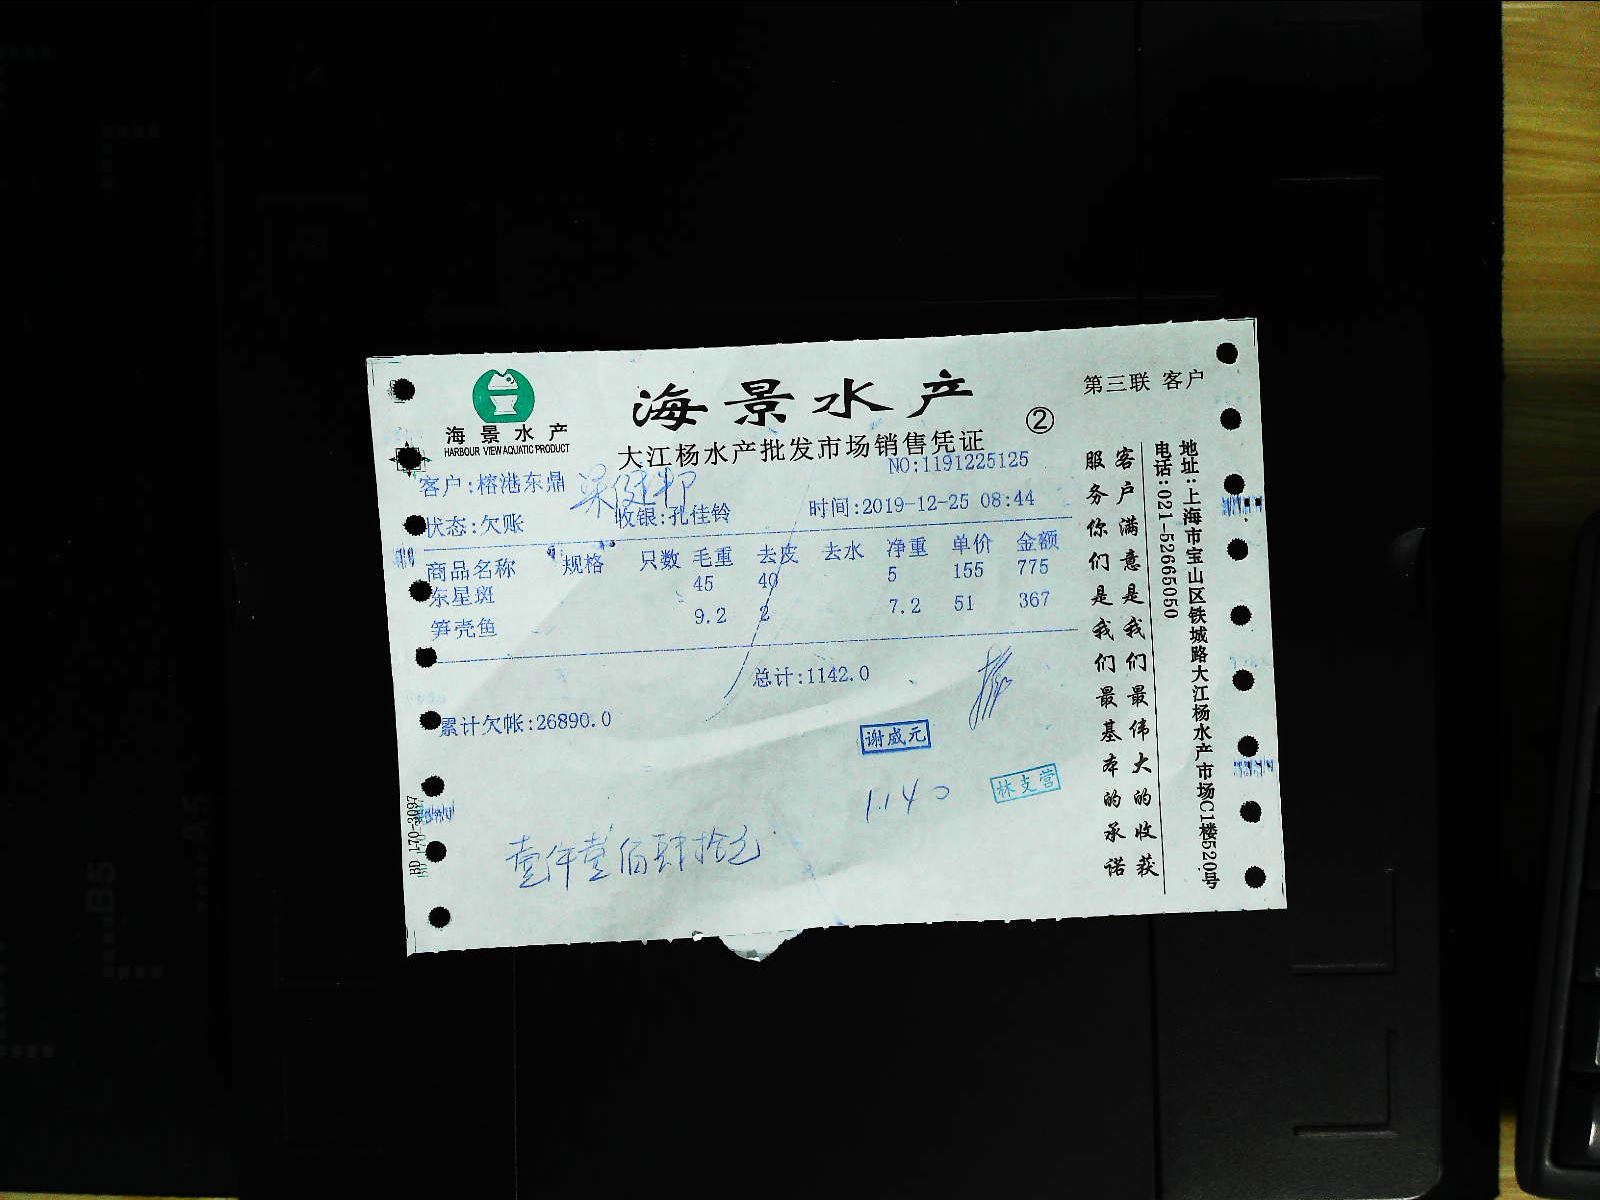 海景水产
HARBOUR VIEW AQUATIC PRODUCT
海景水产
第三联 客户
大江杨水产批发市场销售凭证
②
NO:1191225125
客户:榕港东鼎
状态:欠账
收银:孔佳铃
时间:2019-12-25 08:44
商品名称 规格 只数 毛重 去皮 去水 净重 单价 金额
东星斑 45 40 5 155 775
笋壳鱼 9.2 2 7.2 51 367
总计:1142.0
累计欠帐:26890.0
谢成元
1140
林支营
壹仟壹佰肆拾元
客户满意是我们最伟大的收获
服务你们是我们最基本的承诺
地址:上海市宝山区铁城路大江杨水产市场C1楼520号
电话:021-52665050